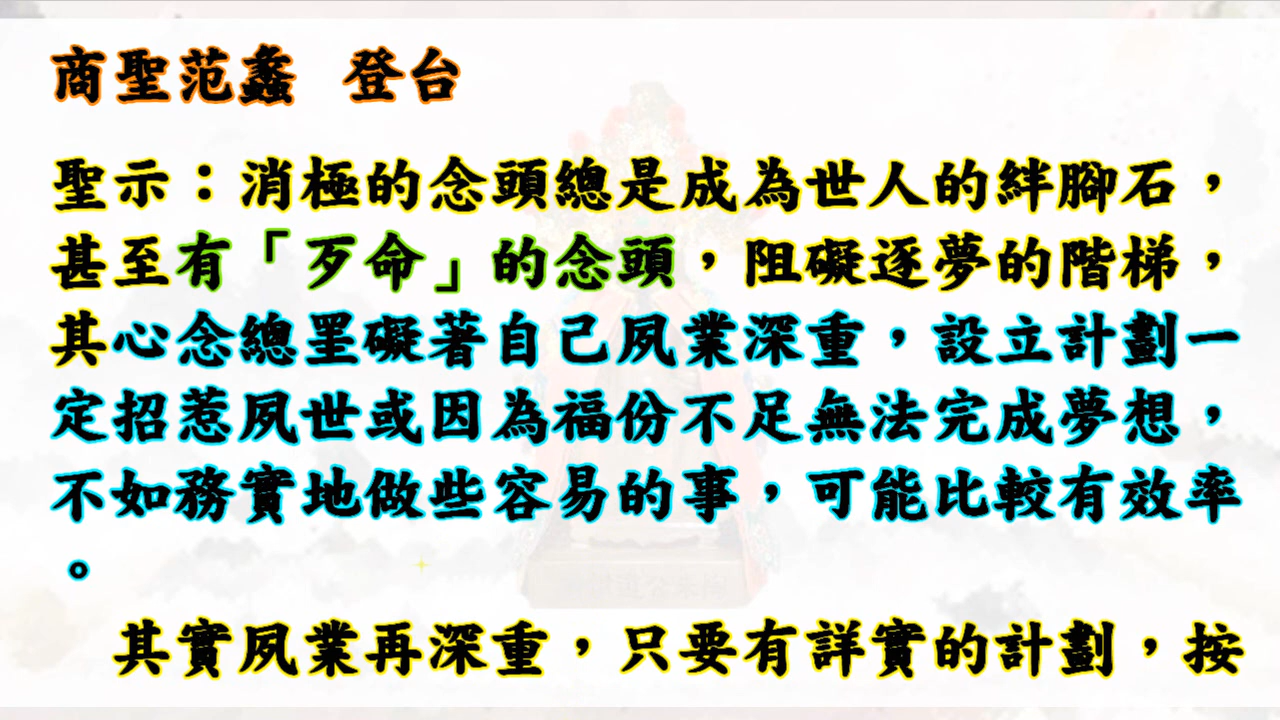 商聖范蠡 登台
聖示：消極的念頭總是成為世人的絆腳石，
甚至有「歹命」的念頭，阻礙逐夢的階梯，
其心念總罣礙著自己夙業深重，設立計劃一
定招惹夙世或因為福份不足無法完成夢想，
不如務實地做些容易的事，可能比較有效率
。
其實夙業再深重，只要有詳實的計劃，按